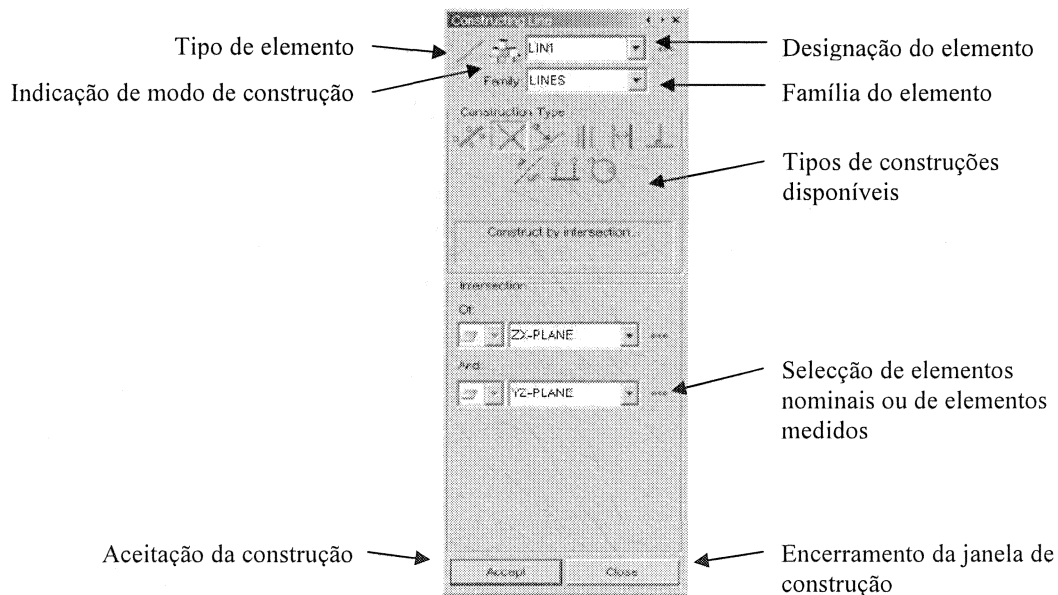 Constructing Line
Tipo de elemento
LIN1
Designação do elemento
Indicação de modo de construção
Family LINES
Família do elemento
Construction Type
Tipos de construções
disponíveis
Construct by intersection...
Intersection
Of
ZX-PLANE
And
YZ-PLANE
Selecção de elementos
nominais ou de elementos
medidos
Aceitação da construção
Accept
Close
Encerramento da janela de
construção